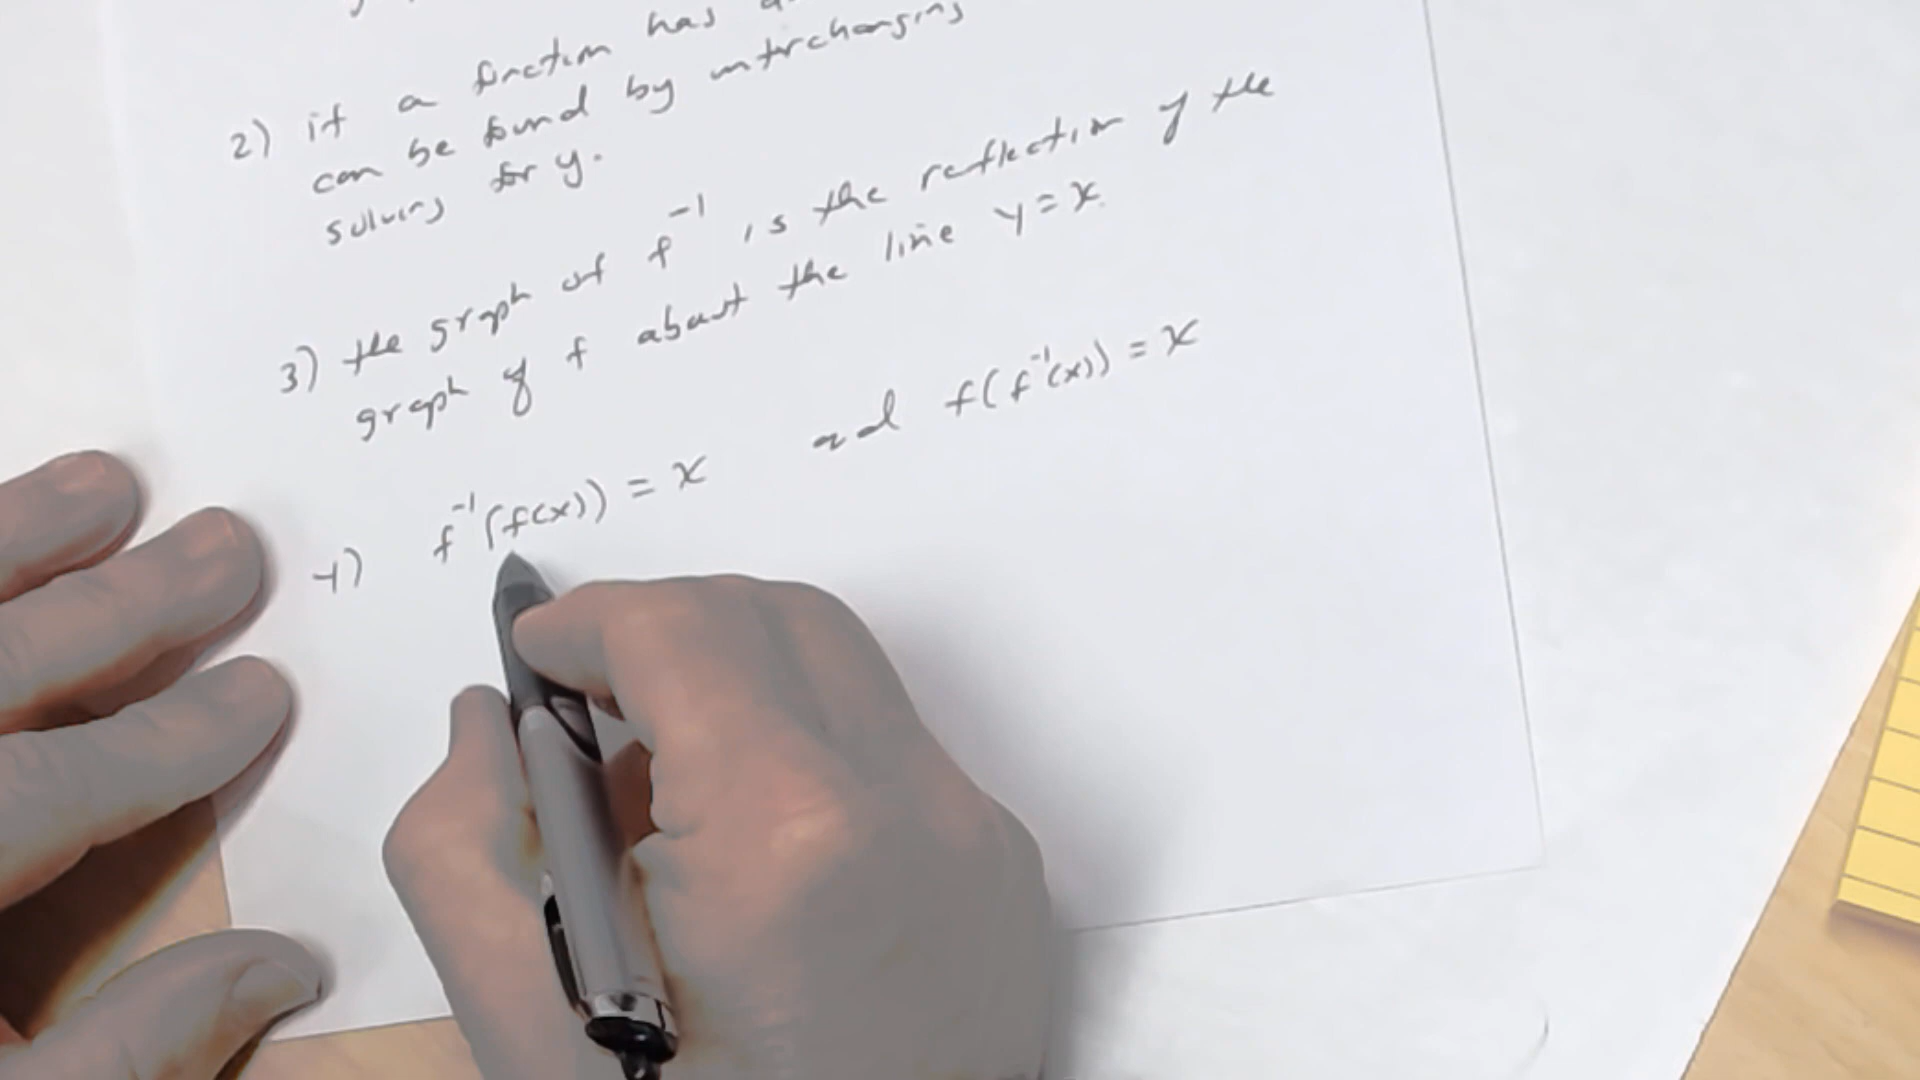 2) if a function has
can be found by interchanging
solving for y.
3) the graph of f⁻¹ is the reflection of the
graph of f about the line y = x.
4) f⁻¹(f(x)) = x and f(f⁻¹(x)) = x